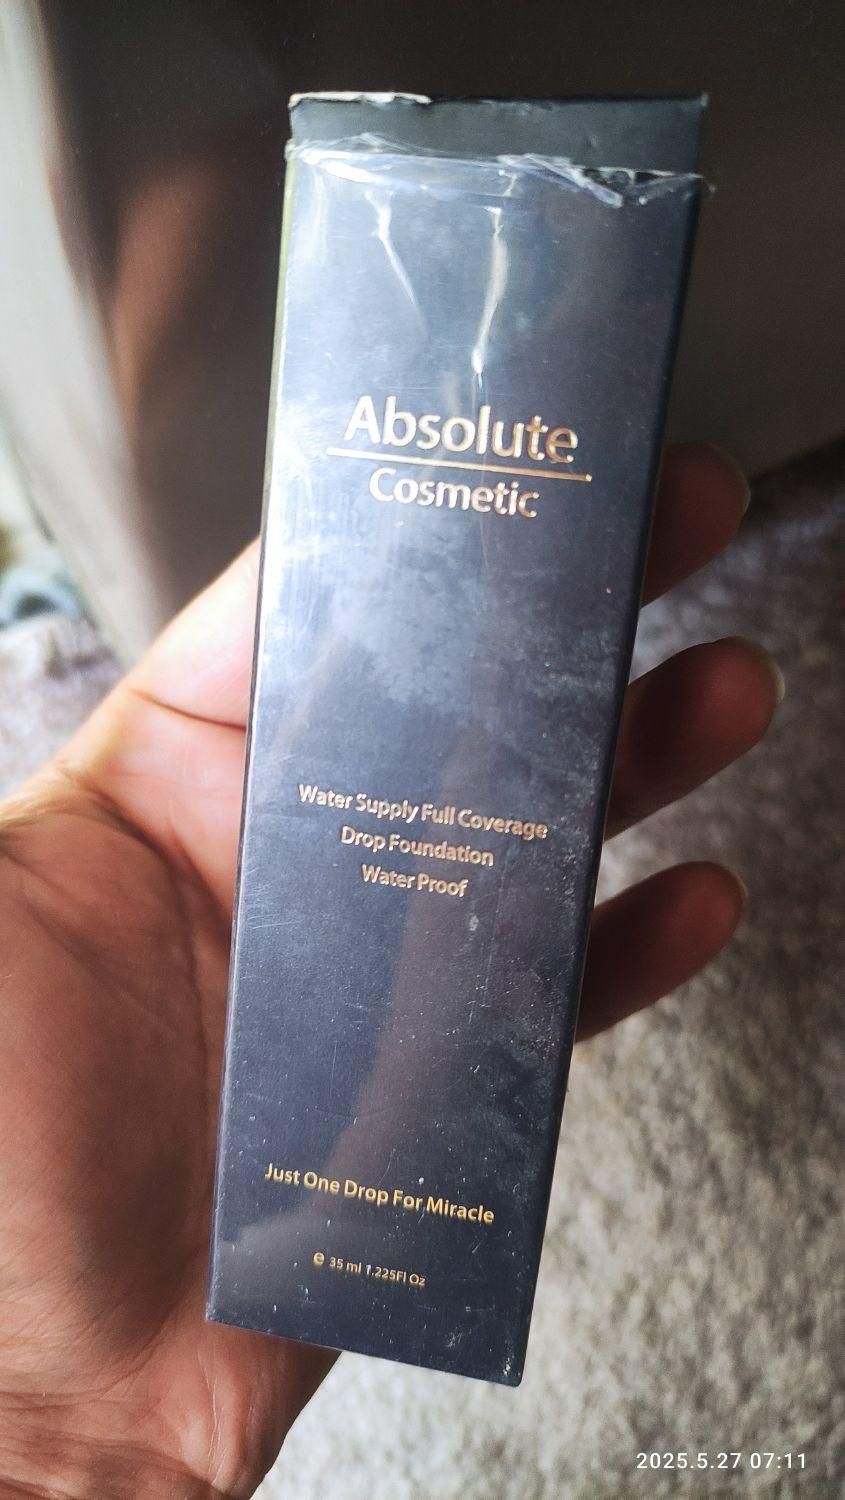 Absolute
Cosmetic
Water Supply Full Coverage
Drop Foundation
Water Proof
Just One Drop For Miracle
e 35 ml 1.225Fl Oz
2025.5.27 07:11